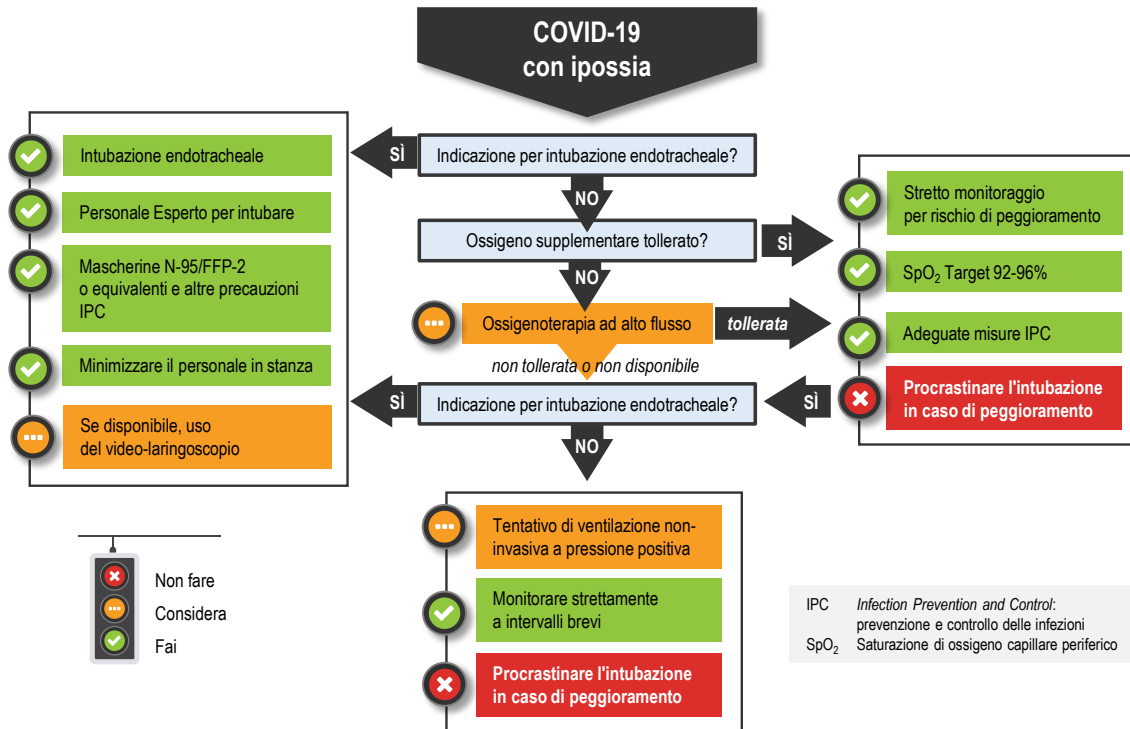 COVID-19
con ipossia
Indicazione per intubazione endotracheale?
SÌ
Intubazione endotracheale
Personale Esperto per intubare
Mascherine N-95/FFP-2
o equivalenti e altre precauzioni
IPC
Minimizzare il personale in stanza
Se disponibile, uso
del video-laringoscopio
NO
Ossigeno supplementare tollerato?
SÌ
Stretto monitoraggio
per rischio di peggioramento
SpO₂ Target 92-96%
Adeguate misure IPC
Procrastinare l'intubazione
in caso di peggioramento
NO
Ossigenoterapia ad alto flusso
tollerata
non tollerata o non disponibile
Indicazione per intubazione endotracheale?
SÌ
SÌ
NO
Tentativo di ventilazione non-
invasiva a pressione positiva
Monitorare strettamente
a intervalli brevi
Procrastinare l'intubazione
in caso di peggioramento
Non fare
Considera
Fai
IPC Infection Prevention and Control:
prevenzione e controllo delle infezioni
SpO₂ Saturazione di ossigeno capillare periferico